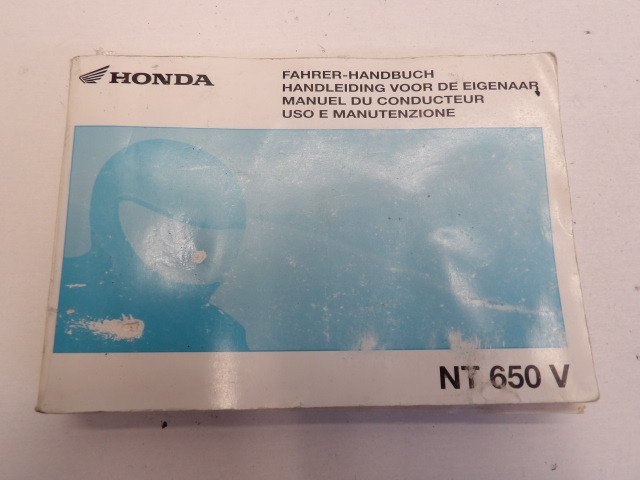 HONDA
FAHRER-HANDBUCH
HANDLEIDING VOOR DE EIGENAAR
MANUEL DU CONDUCTEUR
USO E MANUTENZIONE
NT 650 V